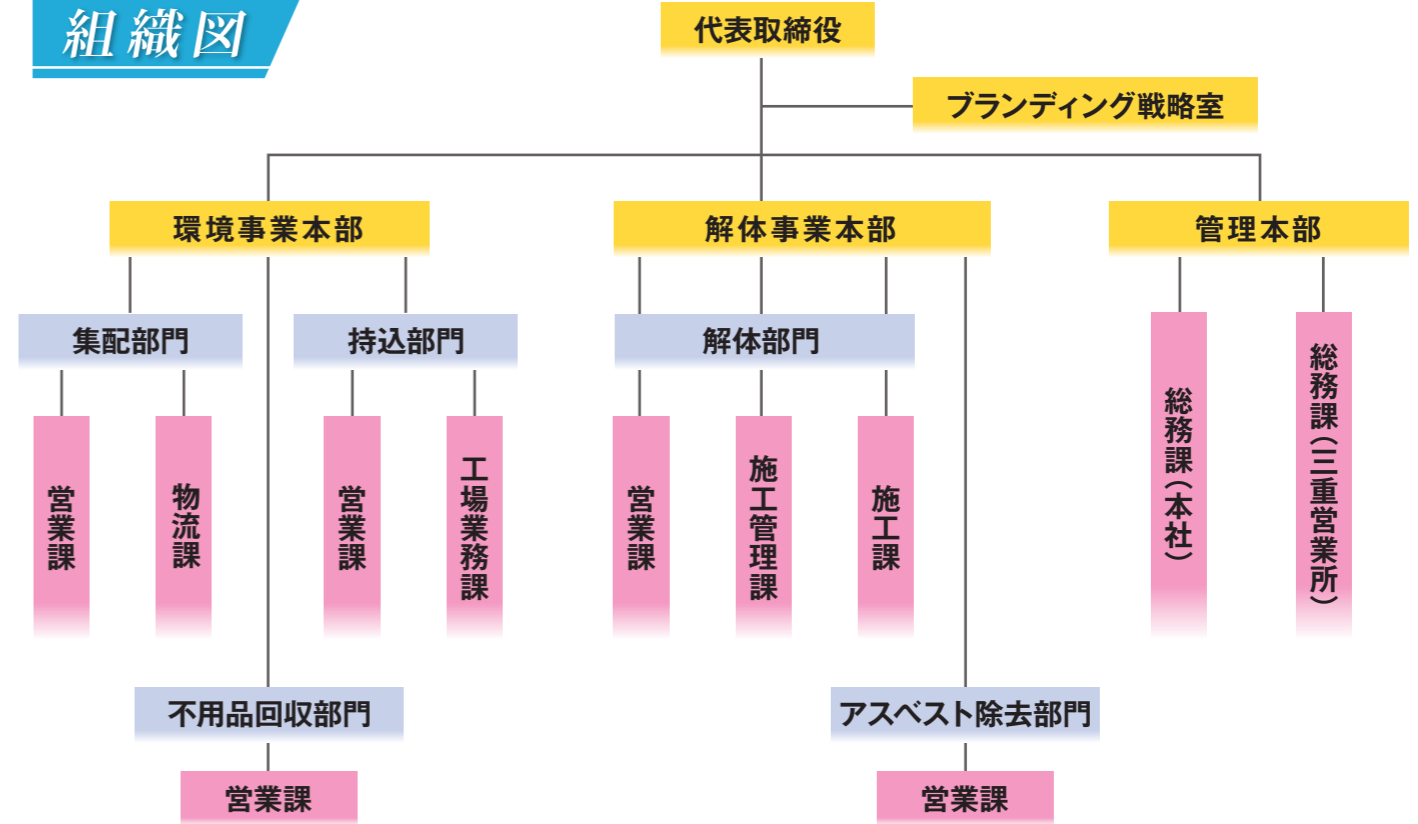 組織図
代表取締役
ブランディング戦略室
環境事業本部
解体事業本部
管理本部
集配部門
持込部門
解体部門
営業課
物流課
営業課
工場業務課
営業課
施工管理課
施工課
総務課(本社)
総務課(三重営業所)
不用品回収部門
アスベスト除去部門
営業課
営業課